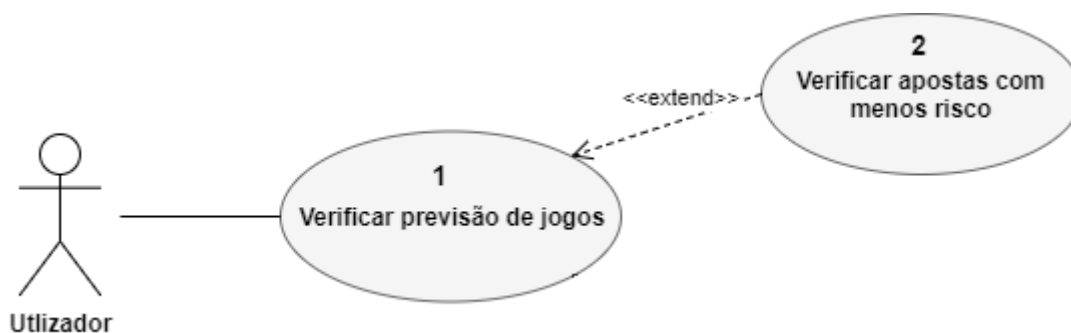 2
Verificar apostas com
menos risco
<<extend>>
1
Verificar previsão de jogos
Utlizador